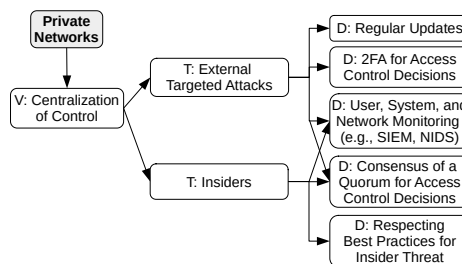 Private
Networks
V: Centralization
of Control
T: External
Targeted Attacks
T: Insiders
D: Regular Updates
D: 2FA for Access
Control Decisions
D: User, System, and
Network Monitoring
(e.g., SIEM, NIDS)
D: Consensus of a
Quorum for Access
Control Decisions
D: Respecting
Best Practices for
Insider Threat